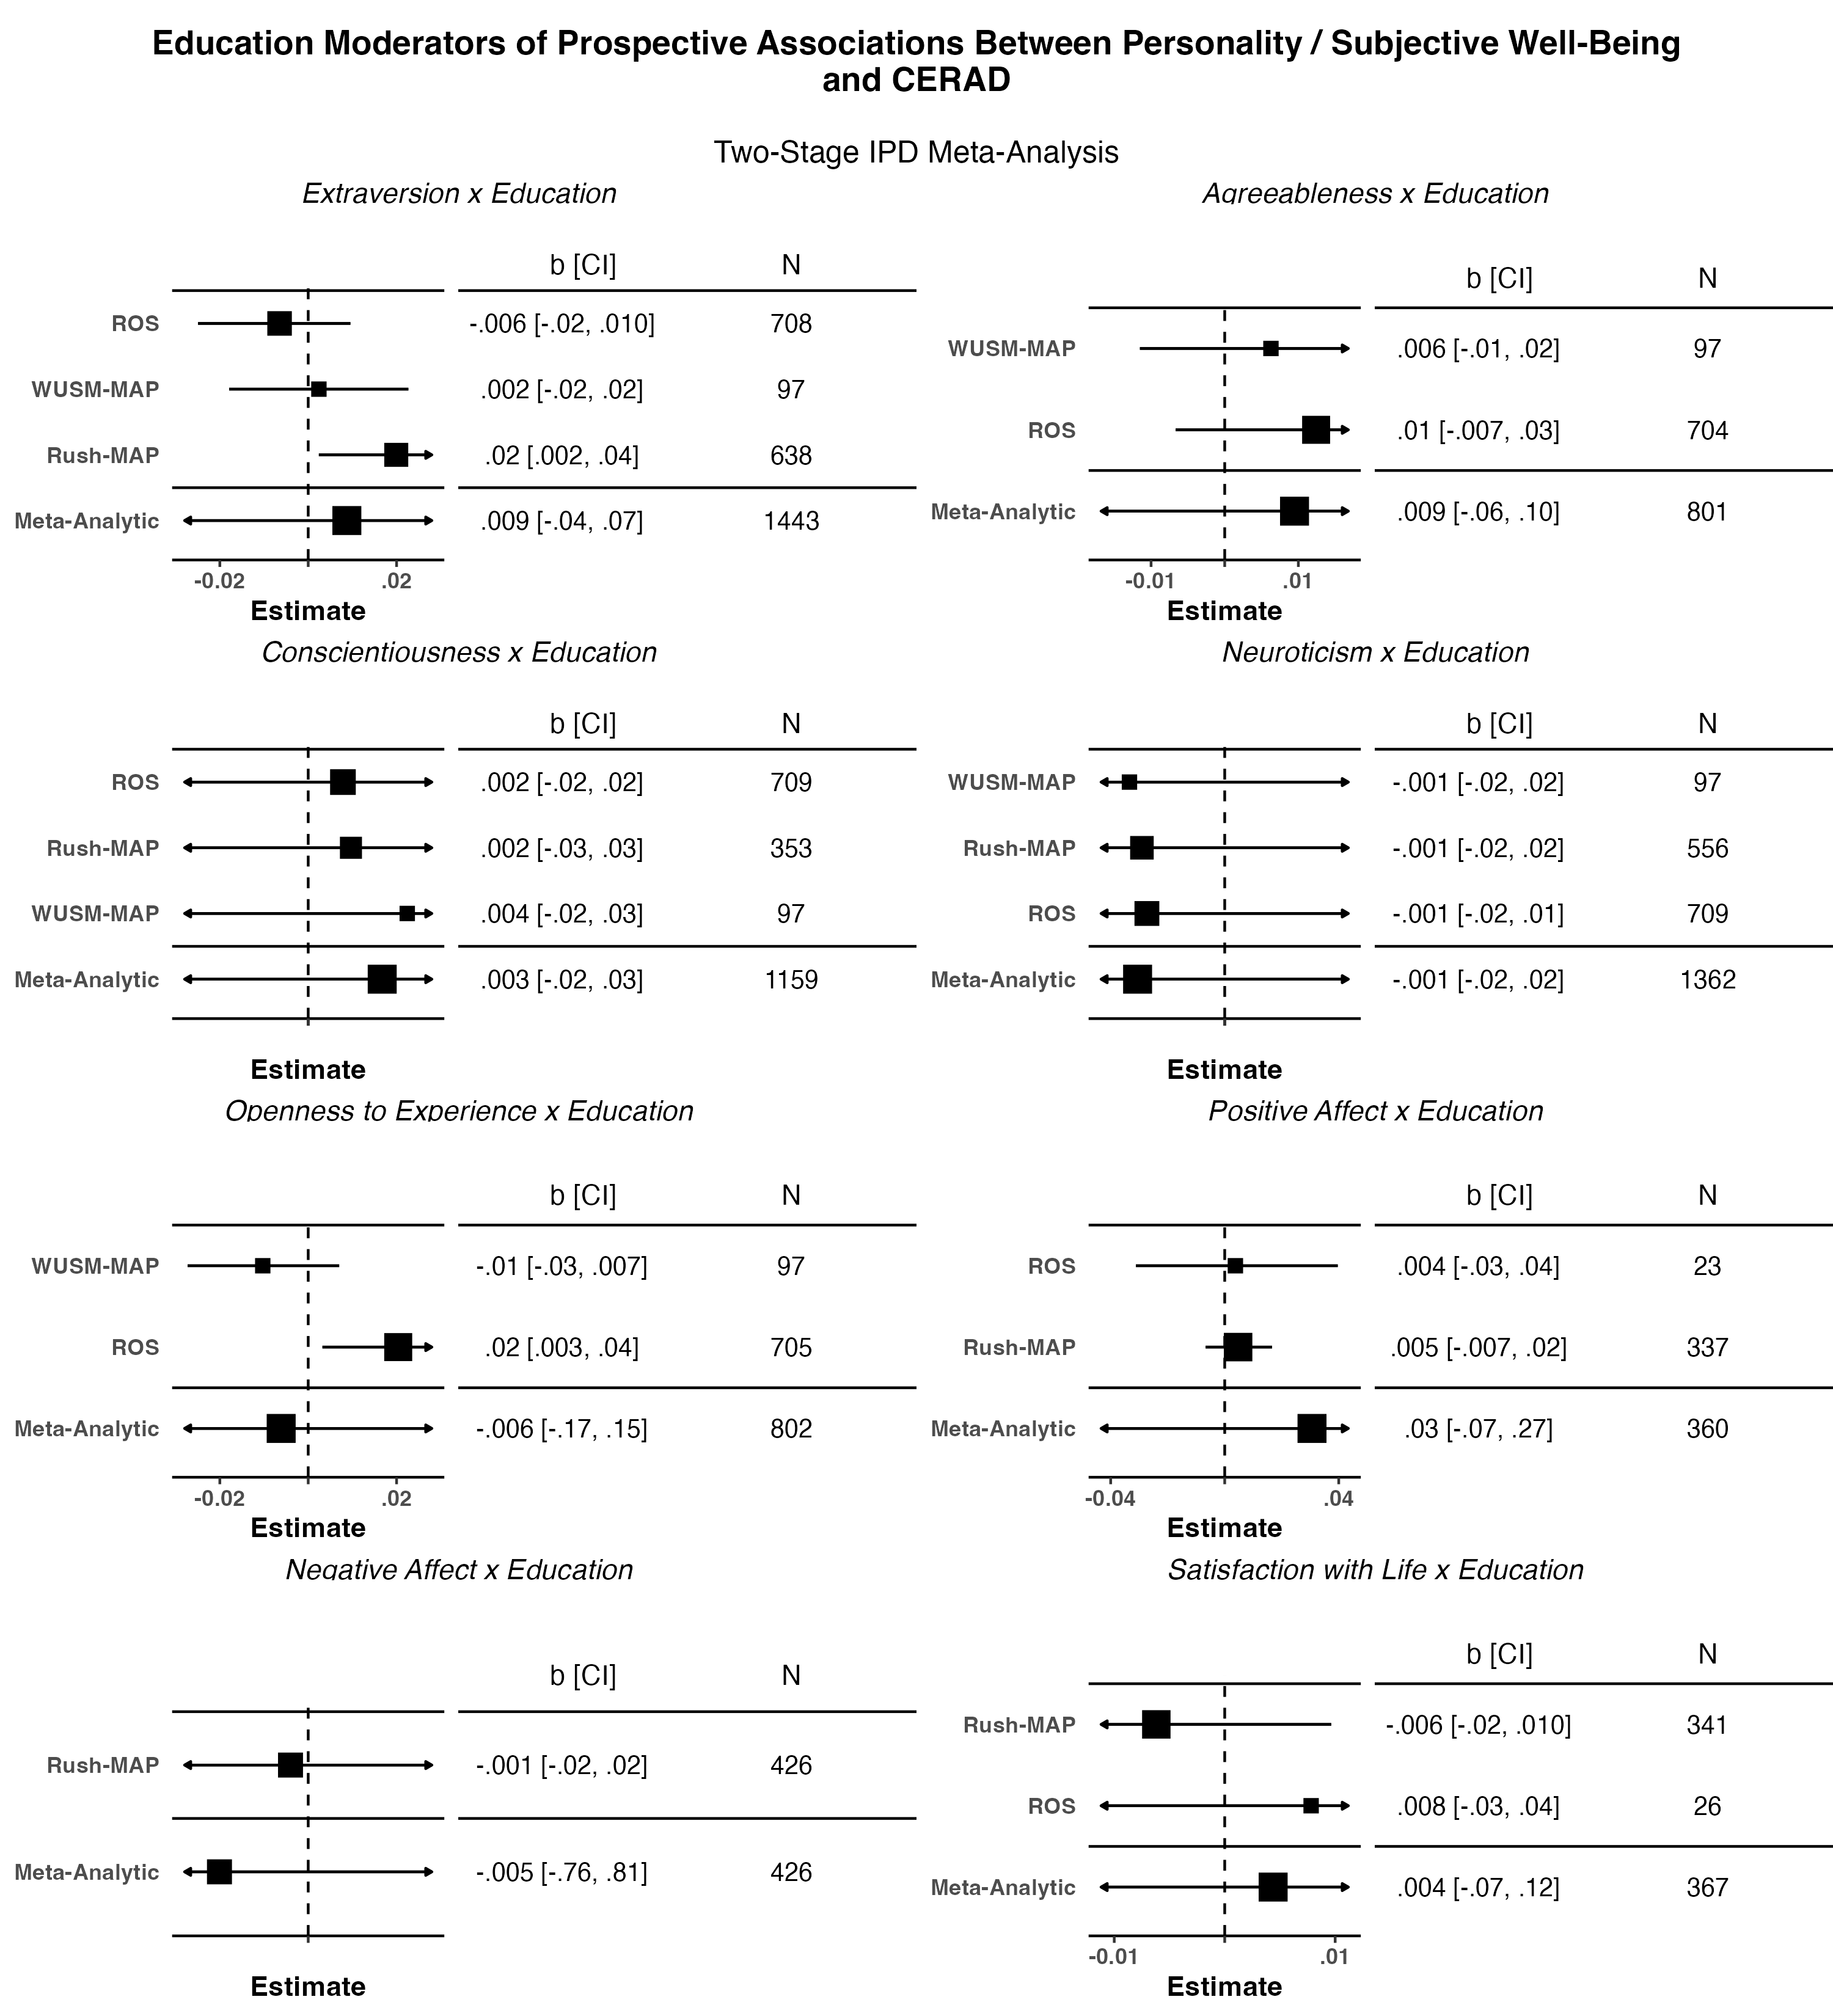 Education Moderators of Prospective Associations Between Personality / Subjective Well-Being
and CERAD
Two-Stage IPD Meta-Analysis
Extraversion x Education
b [CI] N
ROS -.006 [-.02, .010] 708
WUSM-MAP .002 [-.02, .02] 97
Rush-MAP .02 [.002, .04] 638
Meta-Analytic .009 [-.04, .07] 1443
-0.02 .02
Estimate
Agreeableness x Education
b [CI] N
WUSM-MAP .006 [-.01, .02] 97
ROS .01 [-.007, .03] 704
Meta-Analytic .009 [-.06, .10] 801
-0.01 .01
Estimate
Conscientiousness x Education
b [CI] N
ROS .002 [-.02, .02] 709
Rush-MAP .002 [-.03, .03] 353
WUSM-MAP .004 [-.02, .03] 97
Meta-Analytic .003 [-.02, .03] 1159
Estimate
Neuroticism x Education
b [CI] N
WUSM-MAP -.001 [-.02, .02] 97
Rush-MAP -.001 [-.02, .02] 556
ROS -.001 [-.02, .01] 709
Meta-Analytic -.001 [-.02, .02] 1362
Estimate
Openness to Experience x Education
b [CI] N
WUSM-MAP -.01 [-.03, .007] 97
ROS .02 [.003, .04] 705
Meta-Analytic -.006 [-.17, .15] 802
-0.02 .02
Estimate
Positive Affect x Education
b [CI] N
ROS .004 [-.03, .04] 23
Rush-MAP .005 [-.007, .02] 337
Meta-Analytic .03 [-.07, .27] 360
-0.04 .04
Estimate
Negative Affect x Education
b [CI] N
Rush-MAP -.001 [-.02, .02] 426
Meta-Analytic -.005 [-.76, .81] 426
Estimate
Satisfaction with Life x Education
b [CI] N
Rush-MAP -.006 [-.02, .010] 341
ROS .008 [-.03, .04] 26
Meta-Analytic .004 [-.07, .12] 367
-0.01 .01
Estimate